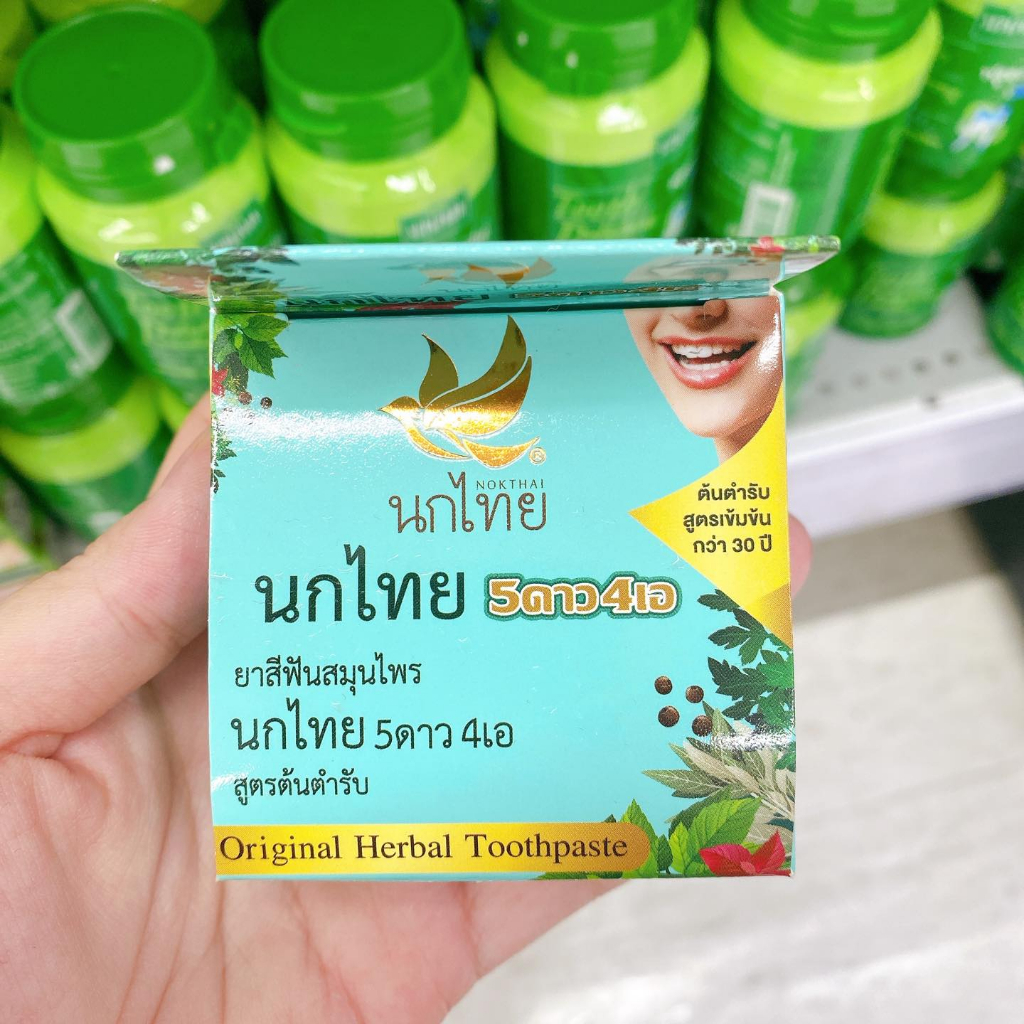 NOKTHAI
นกไทย
®
ต้นตำรับ
สูตรเข้มข้น
กว่า 30 ปี
นกไทย 5ดาว4เอ
ยาสีฟันสมุนไพร
นกไทย 5ดาว 4เอ
สูตรต้นตำรับ
Original Herbal Toothpaste